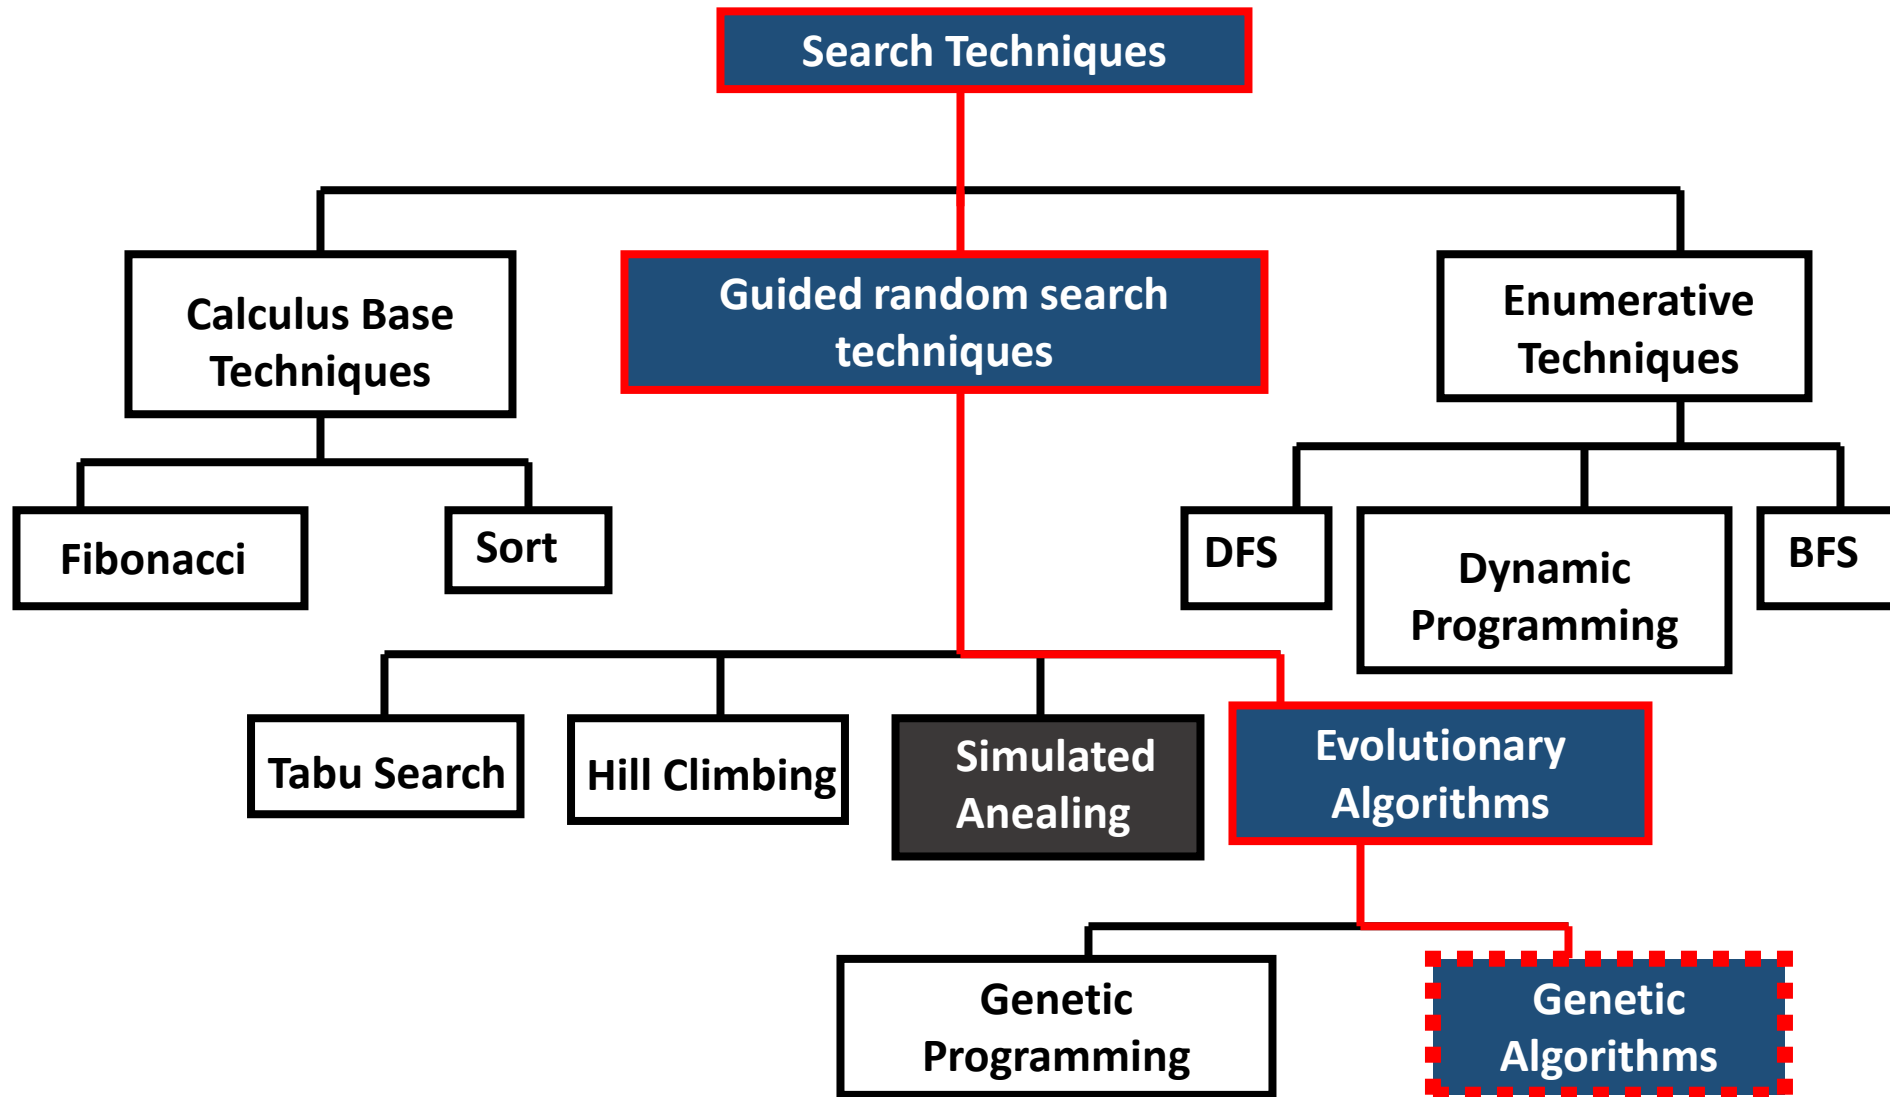 Search Techniques
Calculus Base
Techniques
Guided random search
techniques
Enumerative
Techniques
Fibonacci
Sort
DFS
Dynamic
Programming
BFS
Tabu Search
Hill Climbing
Simulated
Anealing
Evolutionary
Algorithms
Genetic
Programming
Genetic
Algorithms